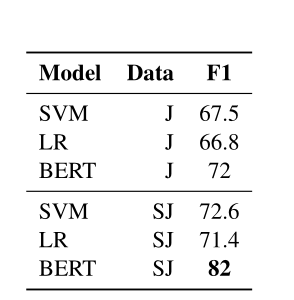 Model Data F1
SVM J 67.5
LR J 66.8
BERT J 72
SVM SJ 72.6
LR SJ 71.4
BERT SJ 82